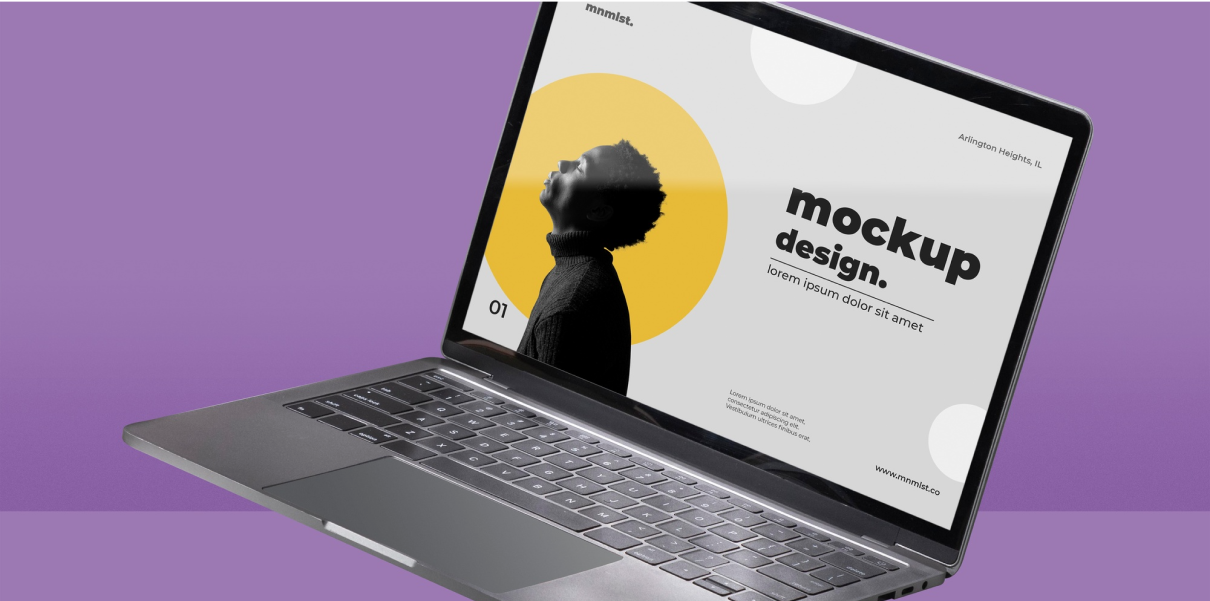 mnmlst.
Arlington Heights, IL
mockup
design.
lorem ipsum dolor sit amet
01
Lorem ipsum dolor sit amet,
consectetur adipiscing elit.
Vestibulum ultrices finibus erat.
www.mnmlst.co